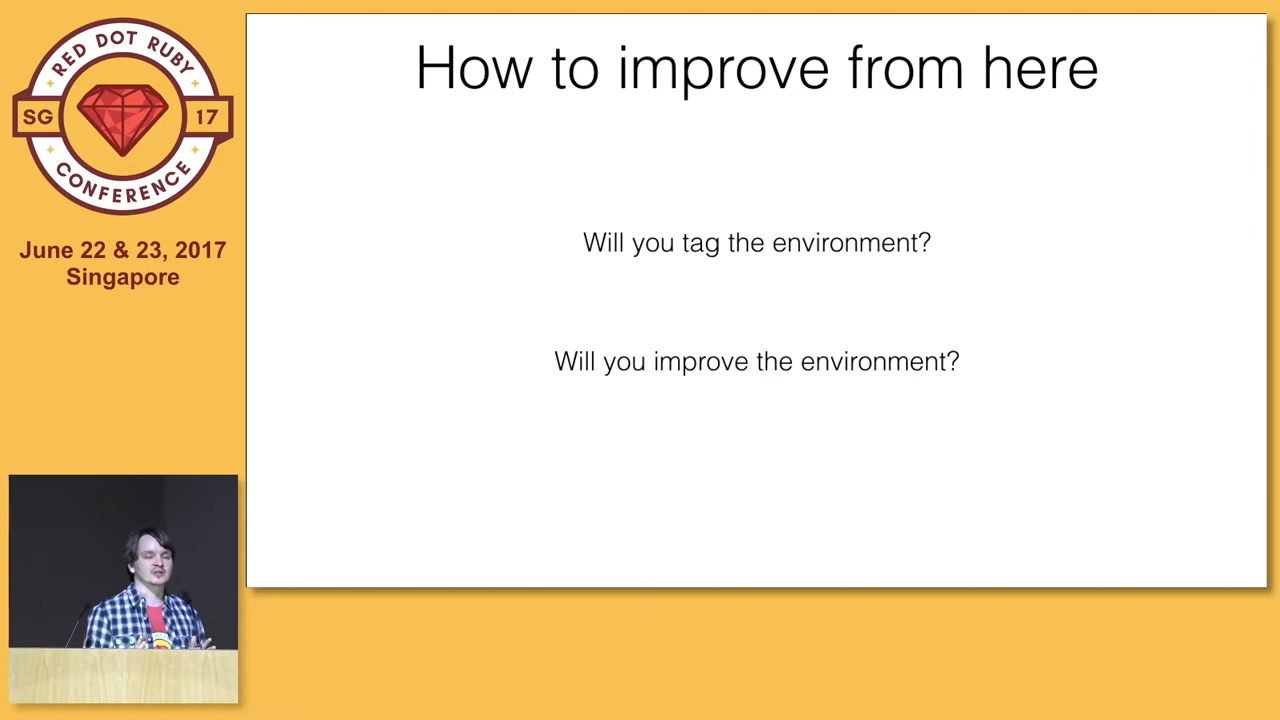 RED DOT RUBY
SG 17
CONFERENCE
June 22 & 23, 2017
Singapore
How to improve from here
Will you tag the environment?
Will you improve the environment?